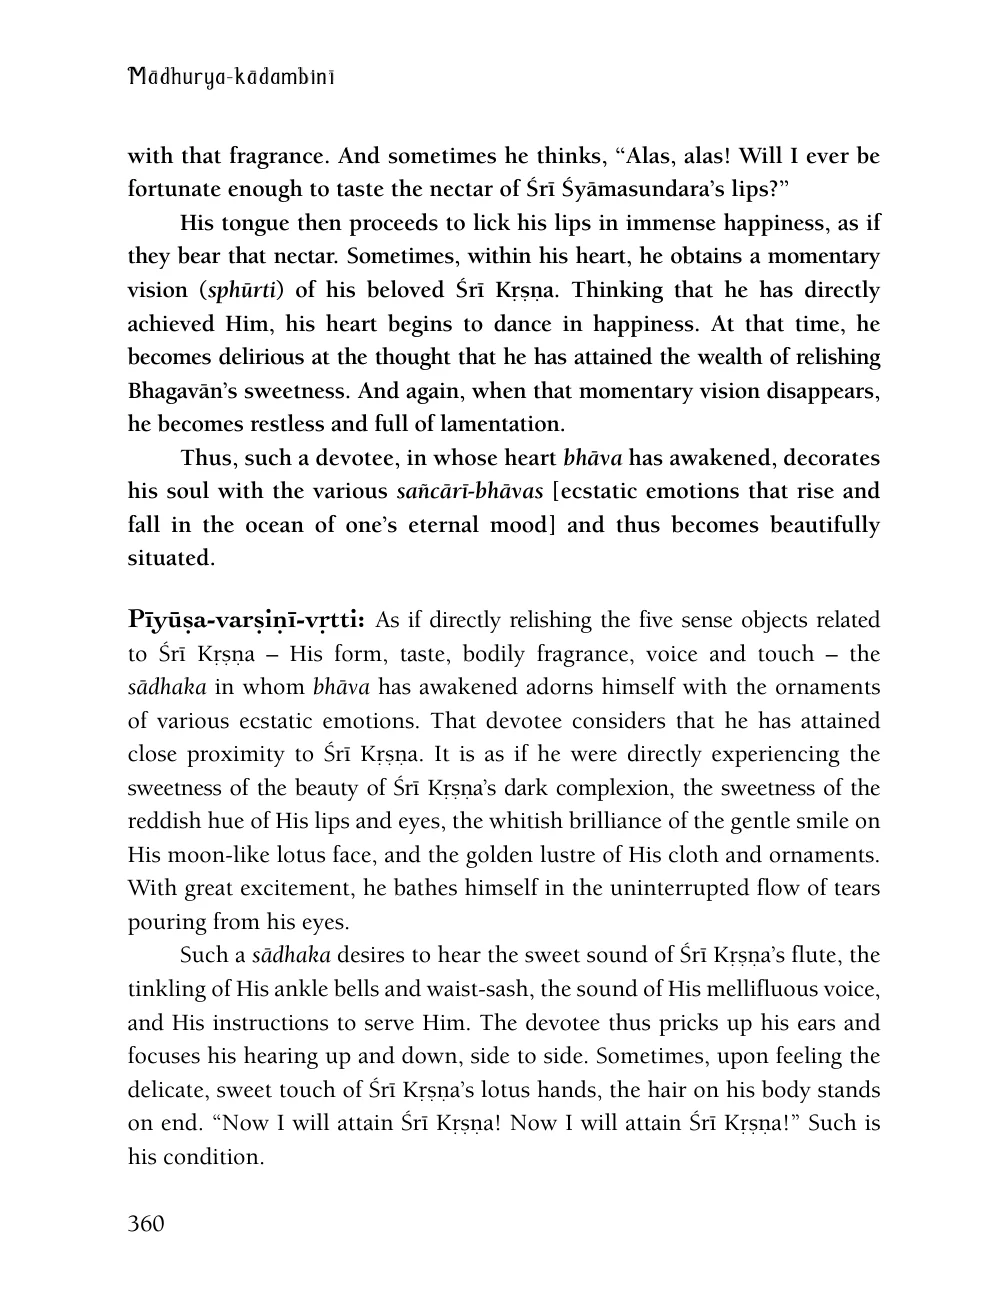 Mādhurya-kādambinī
with that fragrance. And sometimes he thinks, “Alas, alas! Will I ever be
fortunate enough to taste the nectar of Śrī Śyāmasundara’s lips?”
His tongue then proceeds to lick his lips in immense happiness, as if
they bear that nectar. Sometimes, within his heart, he obtains a momentary
vision (sphūrti) of his beloved Śrī Kṛṣṇa. Thinking that he has directly
achieved Him, his heart begins to dance in happiness. At that time, he
becomes delirious at the thought that he has attained the wealth of relishing
Bhagavān’s sweetness. And again, when that momentary vision disappears,
he becomes restless and full of lamentation.
Thus, such a devotee, in whose heart bhāva has awakened, decorates
his soul with the various sañcārī-bhāvas [ecstatic emotions that rise and
fall in the ocean of one’s eternal mood] and thus becomes beautifully
situated.
Pīyūṣa-varṣiṇī-vṛtti: As if directly relishing the five sense objects related
to Śrī Kṛṣṇa – His form, taste, bodily fragrance, voice and touch – the
sādhaka in whom bhāva has awakened adorns himself with the ornaments
of various ecstatic emotions. That devotee considers that he has attained
close proximity to Śrī Kṛṣṇa. It is as if he were directly experiencing the
sweetness of the beauty of Śrī Kṛṣṇa’s dark complexion, the sweetness of the
reddish hue of His lips and eyes, the whitish brilliance of the gentle smile on
His moon-like lotus face, and the golden lustre of His cloth and ornaments.
With great excitement, he bathes himself in the uninterrupted flow of tears
pouring from his eyes.
Such a sādhaka desires to hear the sweet sound of Śrī Kṛṣṇa’s flute, the
tinkling of His ankle bells and waist-sash, the sound of His mellifluous voice,
and His instructions to serve Him. The devotee thus pricks up his ears and
focuses his hearing up and down, side to side. Sometimes, upon feeling the
delicate, sweet touch of Śrī Kṛṣṇa’s lotus hands, the hair on his body stands
on end. “Now I will attain Śrī Kṛṣṇa! Now I will attain Śrī Kṛṣṇa!” Such is
his condition.
360